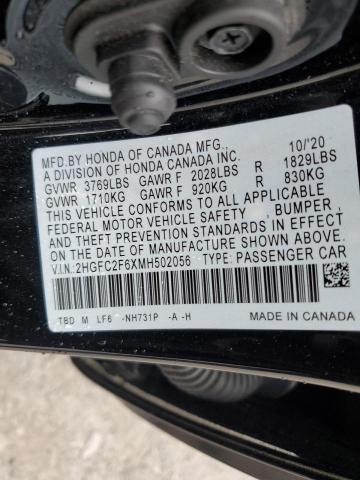 MFD.BY HONDA OF CANADA MFG., 10/'20
A DIVISION OF HONDA CANADA INC.
GVWR 3769LBS GAWR F 2028LBS R 1829LBS
GVWR 1710KG GAWR F 920KG R 830KG
THIS VEHICLE CONFORMS TO ALL APPLICABLE
FEDERAL MOTOR VEHICLE SAFETY, BUMPER,
AND THEFT PREVENTION STANDARDS IN EFFECT
ON THE DATE OF MANUFACTURE SHOWN ABOVE.
V.I.N.:2HGFC2F6XMH502056 TYPE:PASSENGER CAR
TBD M LF6 -NH731P -A -H MADE IN CANADA